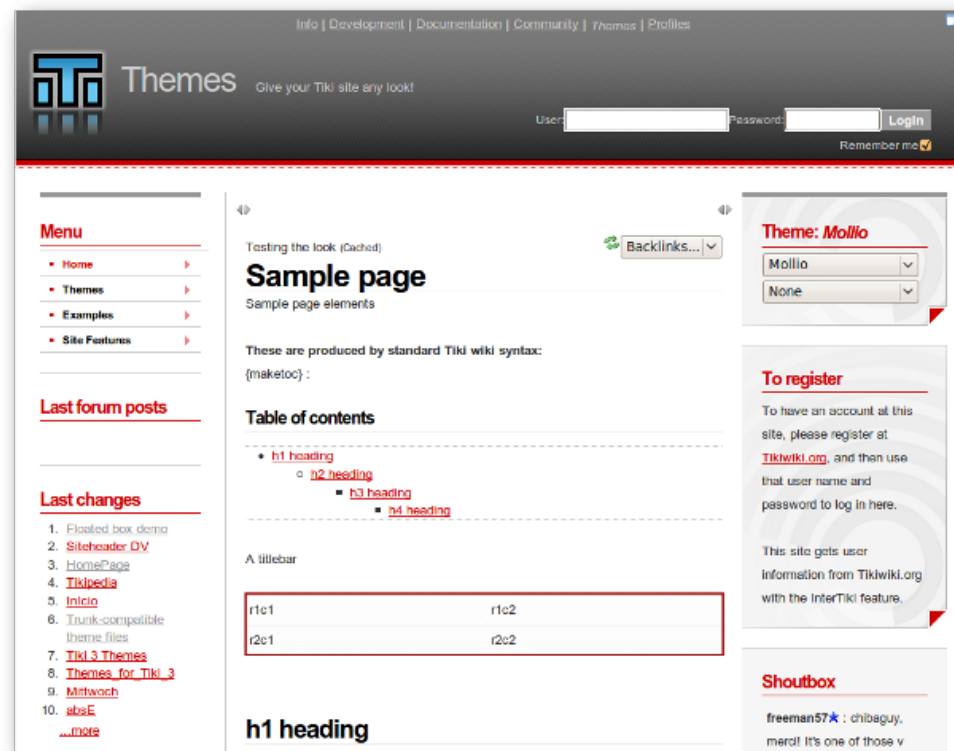 Info | Development | Documentation | Community | Themes | Profiles
Themes Give your Tiki site any look!
User: Password: Login
Remember me
Menu
Home
Themes
Examples
Site Features
Last forum posts
Last changes
1. Floated box demo
2. Siteheader DV
3. HomePage
4. Tikipedia
5. Inicio
6. Trunk-compatible
theme files
7. Tiki 3 Themes
8. Themes_for_Tiki_3
9. Mittwoch
10. absE
...more
Testing the look (Cached)
Backlinks...
Sample page
Sample page elements
These are produced by standard Tiki wiki syntax:
{maketoc} :
Table of contents
h1 heading
h2 heading
h3 heading
h4 heading
A titlebar
r1c1 r1c2
r2c1 r2c2
h1 heading
Theme: Mollio
Mollio
None
To register
To have an account at this
site, please register at
Tikiwiki.org, and then use
that user name and
password to log in here.
This site gets user
information from Tikiwiki.org
with the InterTiki feature.
Shoutbox
freeman57 : chibaguy,
merci! It's one of those v